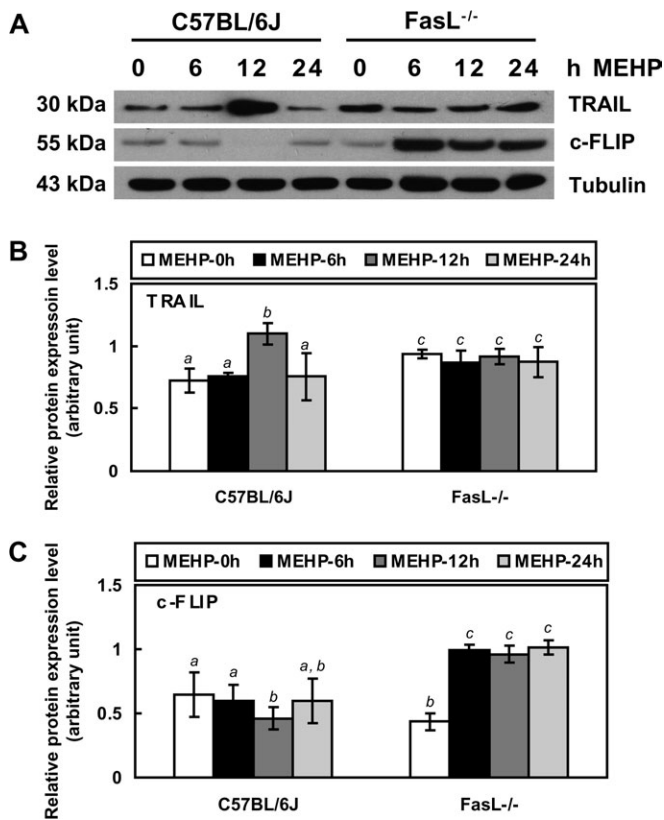 A
C57BL/6J FasL-/-
0 6 12 24 0 6 12 24 h MEHP
30 kDa TRAIL
55 kDa c-FLIP
43 kDa Tubulin
B
MEHP-0h MEHP-6h MEHP-12h MEHP-24h
Relative protein expressoin level
(arbitrary unit)
1.5
1
0.5
0
TRAIL
a a b a c c c c
C57BL/6J FasL-/-
C
MEHP-0h MEHP-6h MEHP-12h MEHP-24h
Relative protein expression level
(arbitrary unit)
1.5
1
0.5
0
c-FLIP
a a b a, b b c c c
C57BL/6J FasL-/-